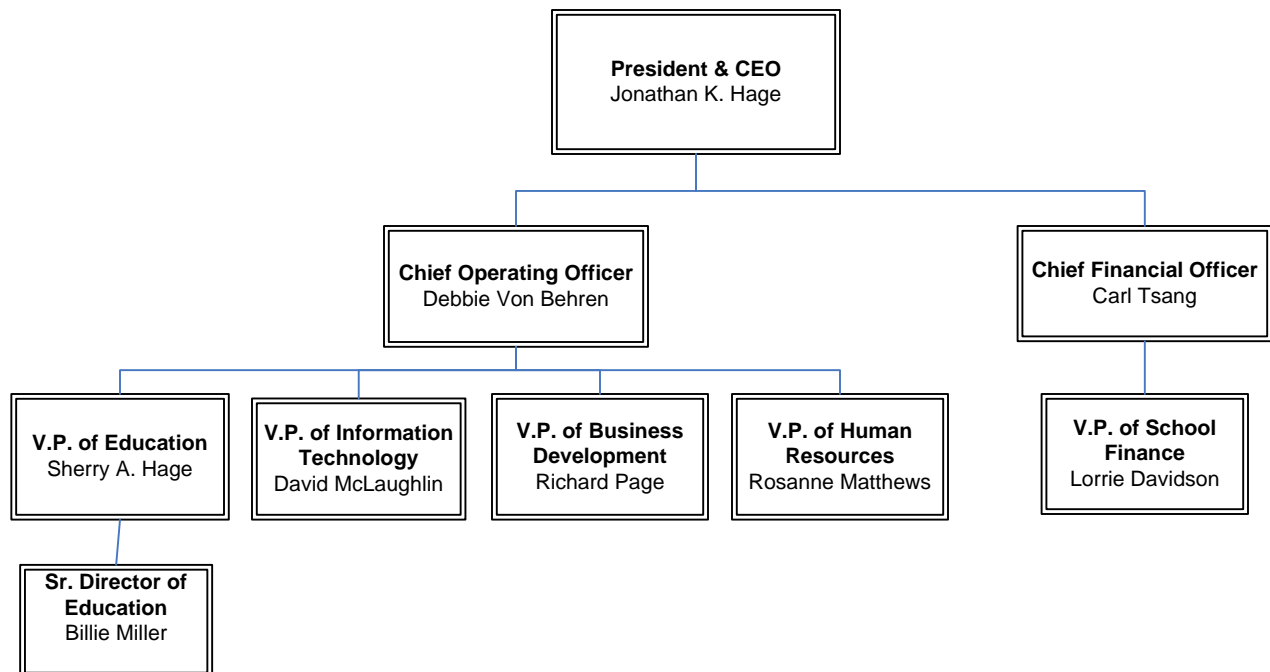 President & CEO
Jonathan K. Hage
Chief Operating Officer
Debbie Von Behren
Chief Financial Officer
Carl Tsang
V.P. of Education
Sherry A. Hage
V.P. of Information
Technology
David McLaughlin
V.P. of Business
Development
Richard Page
V.P. of Human
Resources
Rosanne Matthews
V.P. of School
Finance
Lorrie Davidson
Sr. Director of
Education
Billie Miller